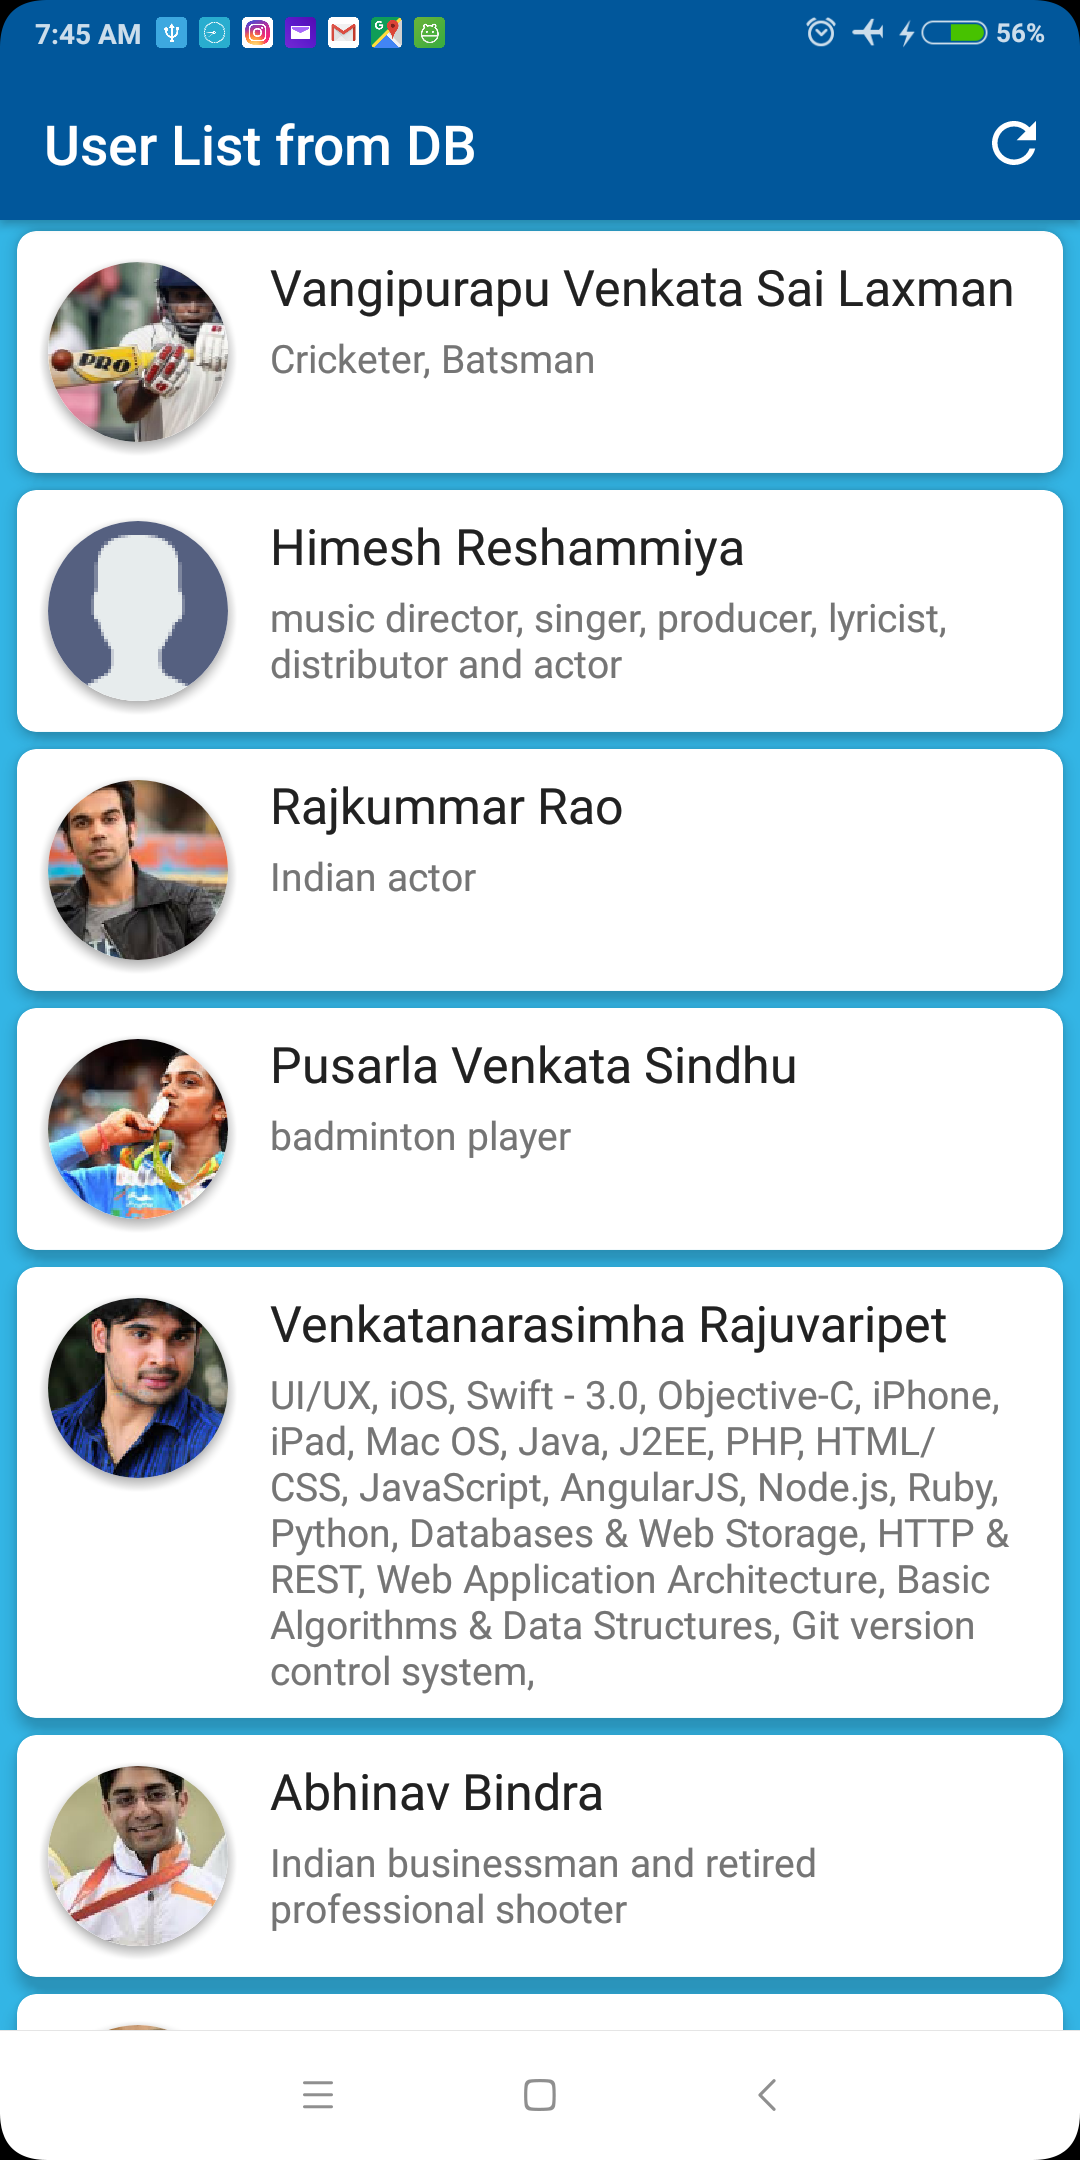 7:45 AM
56%
User List from DB
Vangipurapu Venkata Sai Laxman
Cricketer, Batsman
PRO
Himesh Reshammiya
music director, singer, producer, lyricist,
distributor and actor
Rajkummar Rao
Indian actor
Pusarla Venkata Sindhu
badminton player
Venkatanarasimha Rajuvaripet
UI/UX, iOS, Swift - 3.0, Objective-C, iPhone,
iPad, Mac OS, Java, J2EE, PHP, HTML/
CSS, JavaScript, AngularJS, Node.js, Ruby,
Python, Databases & Web Storage, HTTP &
REST, Web Application Architecture, Basic
Algorithms & Data Structures, Git version
control system,
Abhinav Bindra
Indian businessman and retired
professional shooter